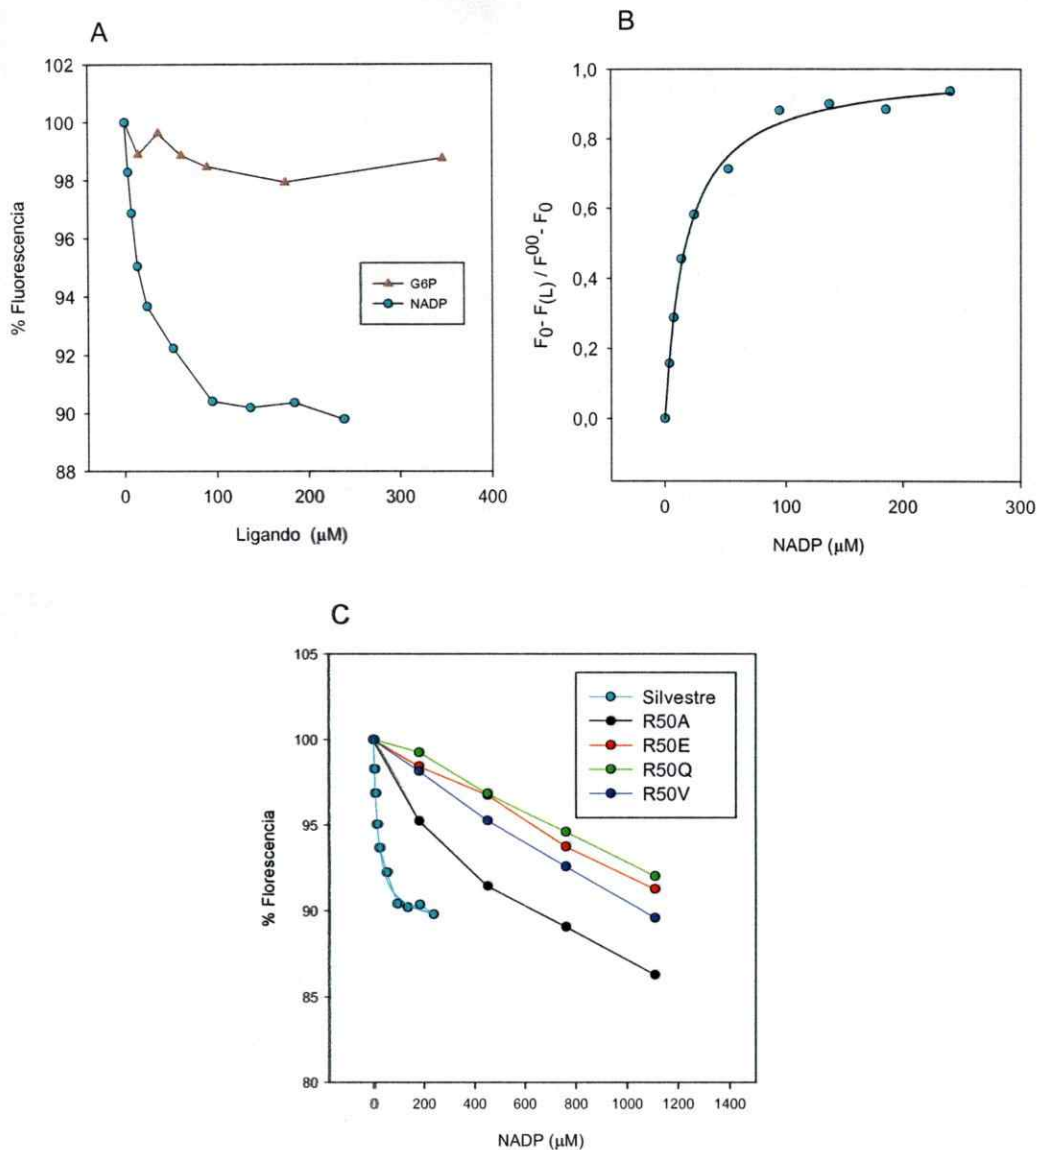 A
102
100
98
96
94
92
90
88
% Fluorescencia
G6P
NADP
0
100
200
300
400
Ligando (μM)
B
1,0
0,8
0,6
0,4
0,2
0,0
F0- F(L) / F00- F0
0
100
200
300
NADP (μM)
C
105
100
95
90
85
80
% Florescencia
Silvestre
R50A
R50E
R50Q
R50V
0
200
400
600
800
1000
1200
1400
NADP (μM)